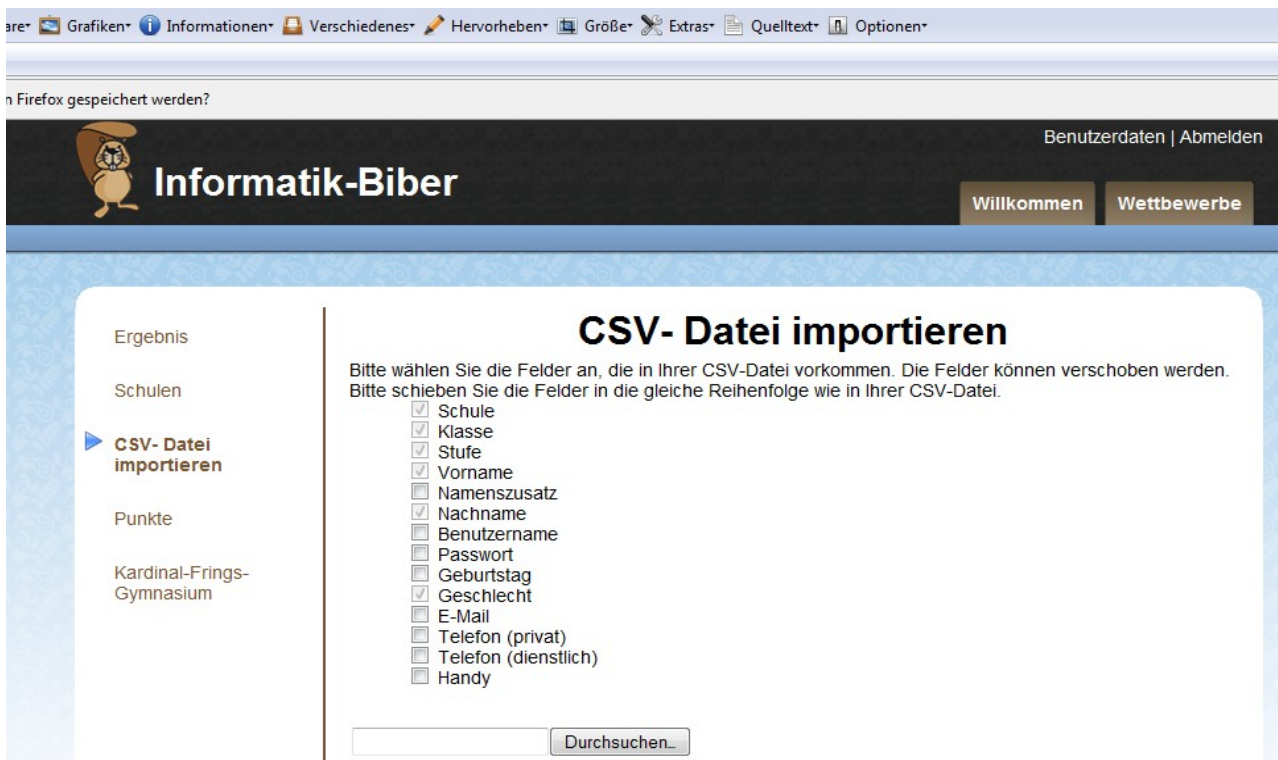 Grafiken Informationen Verschiedenes Hervorheben Größe Extras Quelltext Optionen
Firefox gespeichert werden?
Benutzerdaten | Abmelden
Informatik-Biber
Willkommen Wettbewerbe
Ergebnis
Schulen
CSV- Datei
importieren
Punkte
Kardinal-Frings-
Gymnasium
CSV- Datei importieren
Bitte wählen Sie die Felder an, die in Ihrer CSV-Datei vorkommen. Die Felder können verschoben werden.
Bitte schieben Sie die Felder in die gleiche Reihenfolge wie in Ihrer CSV-Datei.
Schule
Klasse
Stufe
Vorname
Namenszusatz
Nachname
Benutzername
Passwort
Geburtstag
Geschlecht
E-Mail
Telefon (privat)
Telefon (dienstlich)
Handy
Durchsuchen...